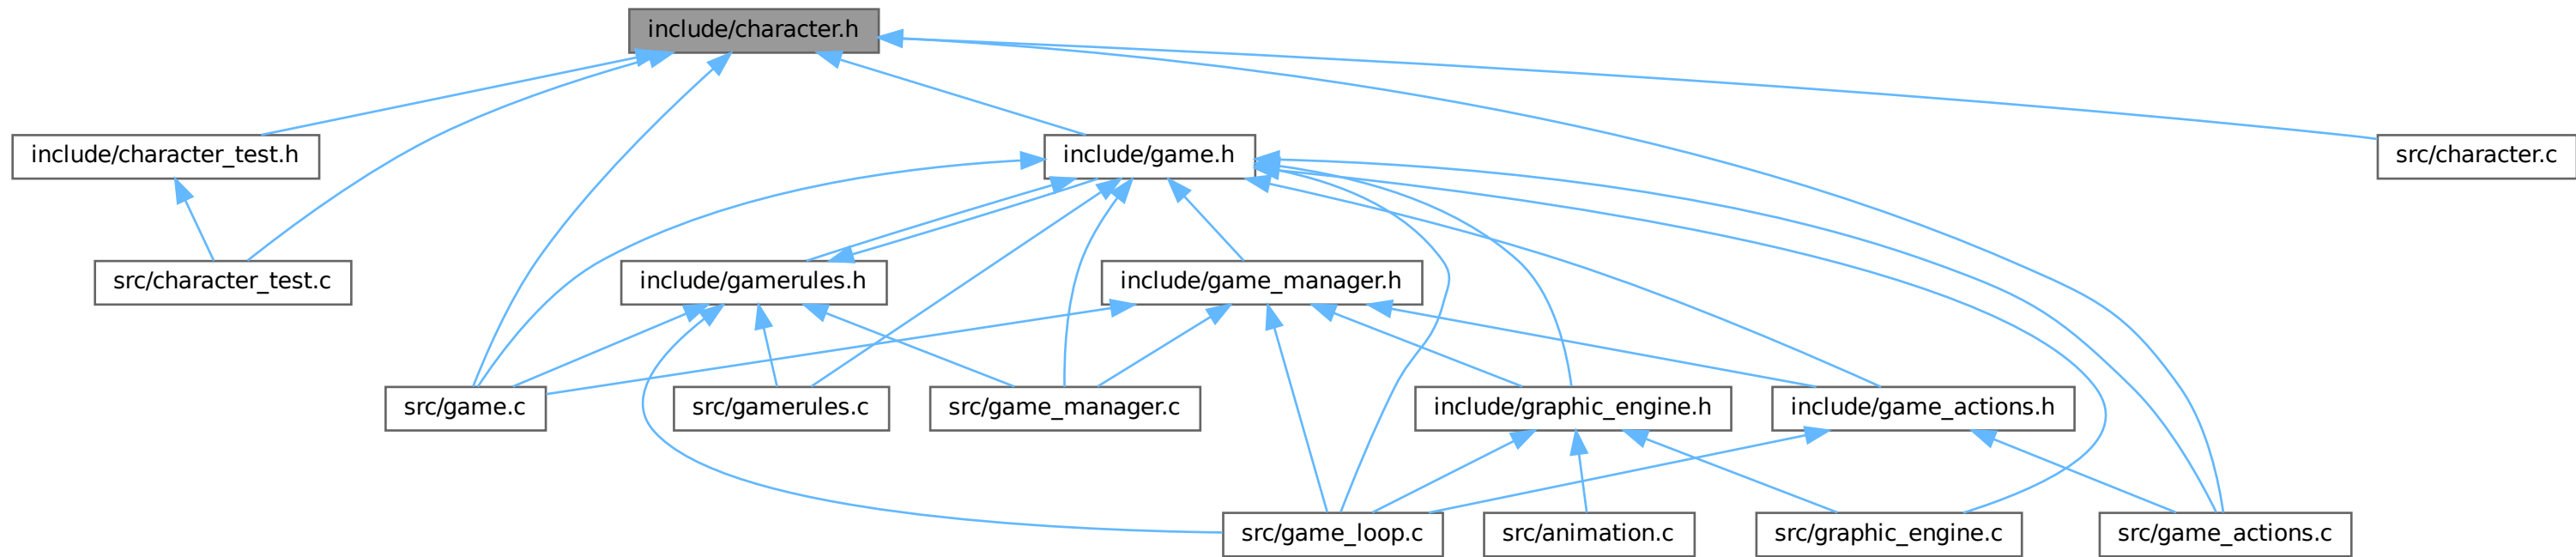 include/character.h
include/character_test.h
include/game.h
src/character.c
src/character_test.c
include/gamerules.h
include/game_manager.h
src/game.c
src/gamerules.c
src/game_manager.c
include/graphic_engine.h
include/game_actions.h
src/game_loop.c
src/animation.c
src/graphic_engine.c
src/game_actions.c